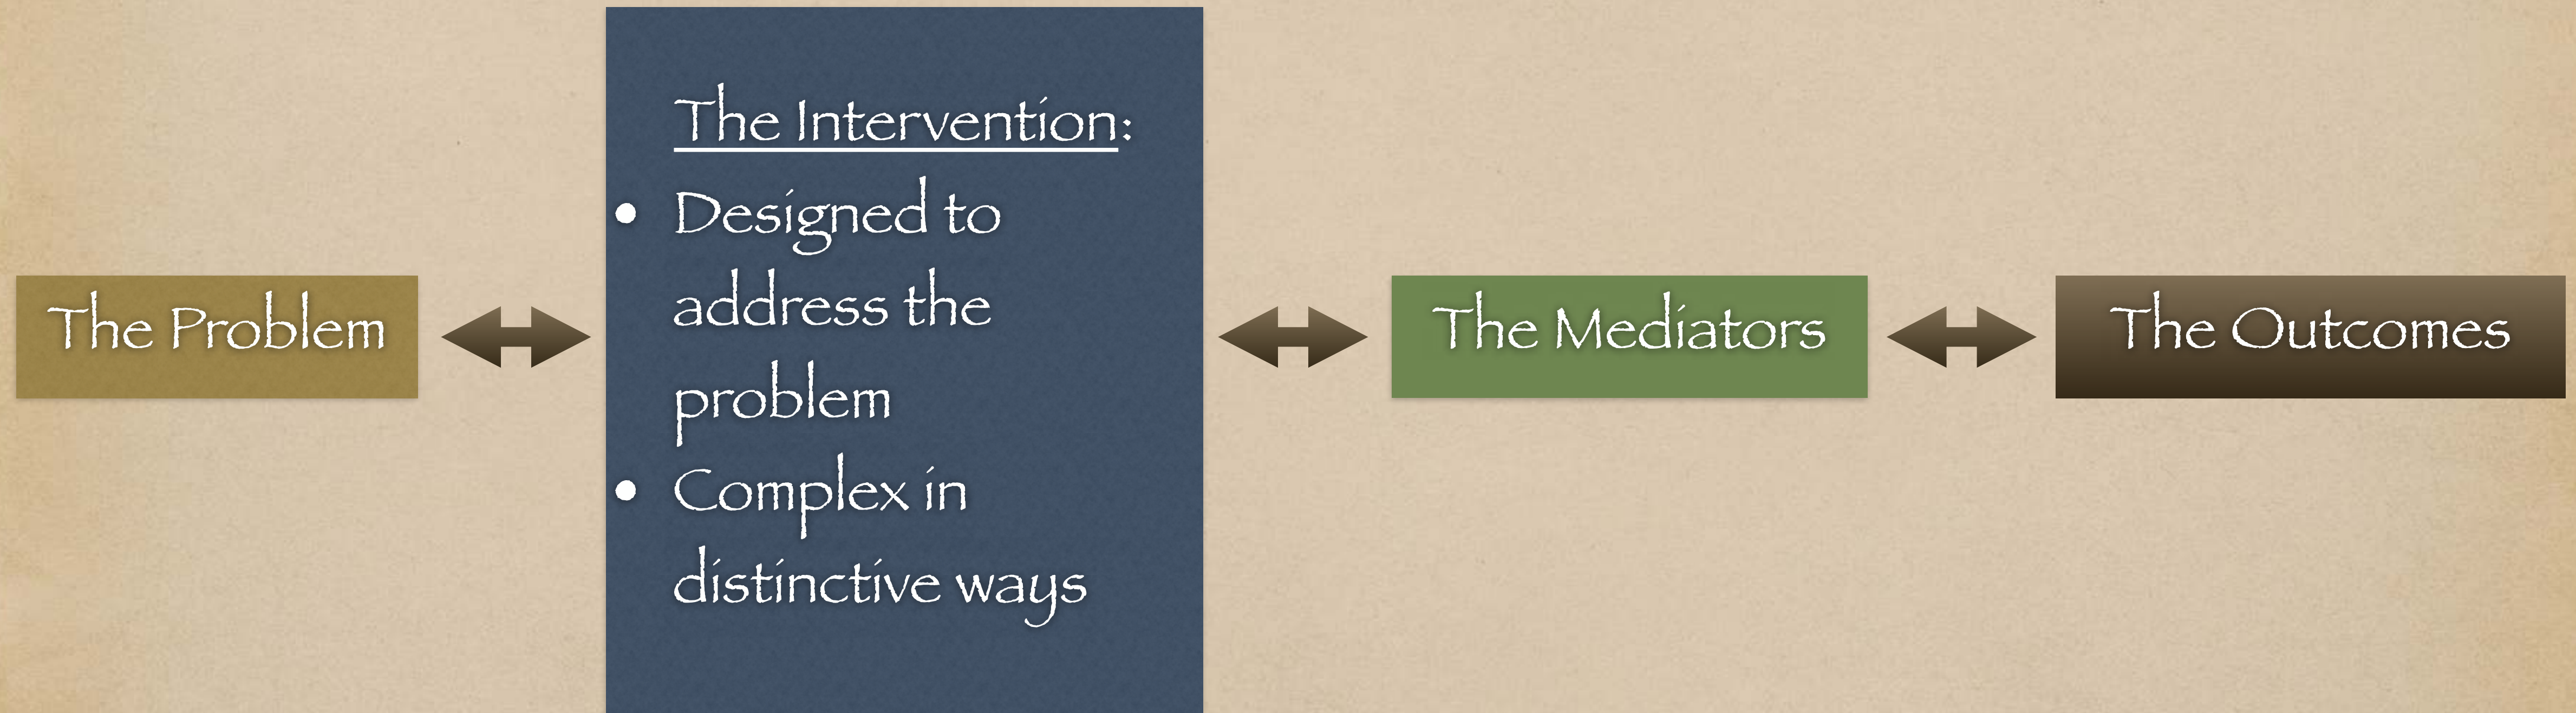 The Problem
The Intervention:
• Designed to
address the
problem
• Complex in
distinctive ways
The Mediators
The Outcomes